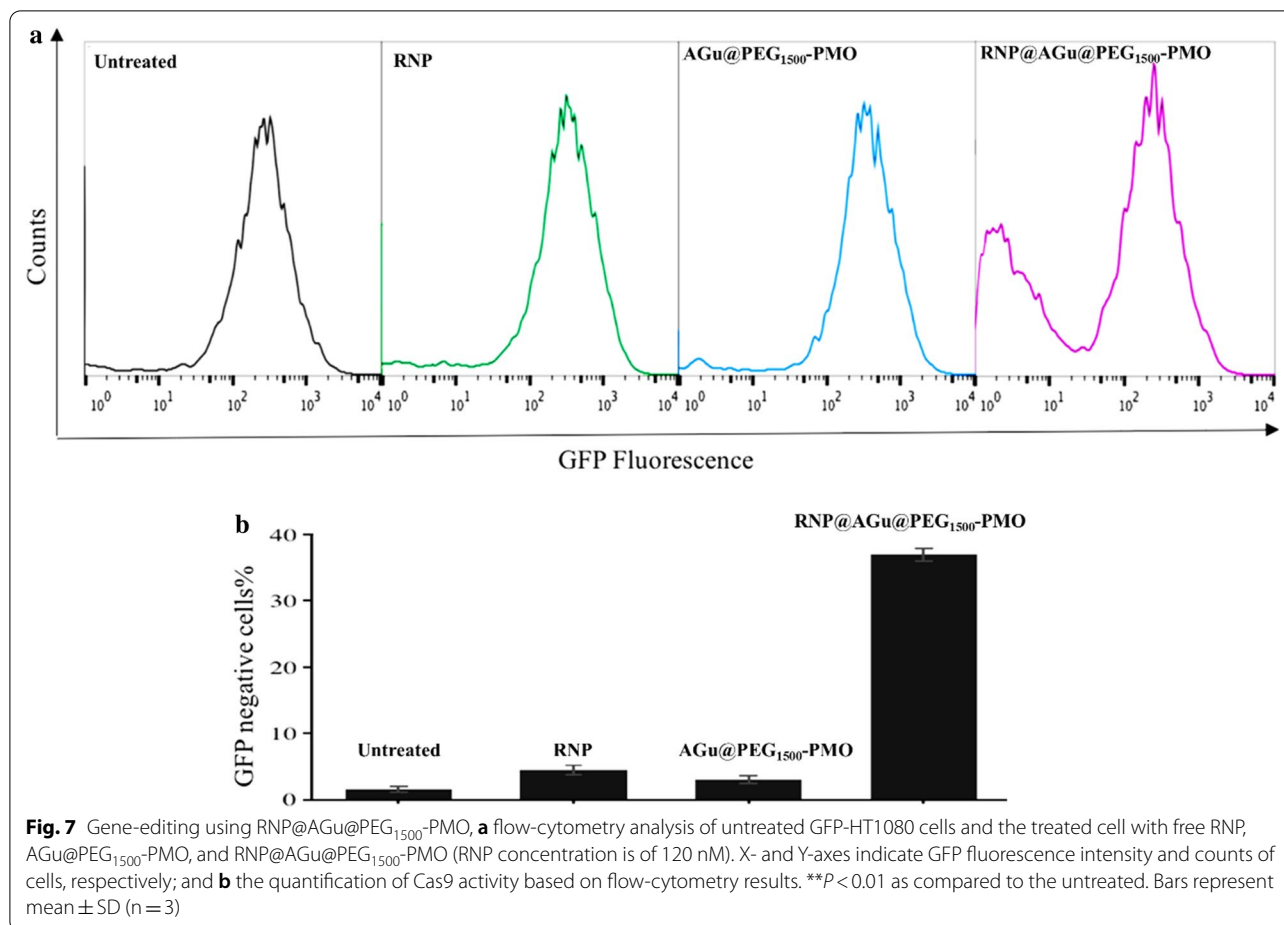 a
Untreated
RNP
AGu@PEG1500-PMO
RNP@AGu@PEG1500-PMO
Counts
10^0 10^1 10^2 10^3 10^4 10^0 10^1 10^2 10^3 10^4 10^0 10^1 10^2 10^3 10^4 10^0 10^1 10^2 10^3 10^4
GFP Fluorescence
b
GFP negative cells%
40
30
20
10
0
Untreated
RNP
AGu@PEG1500-PMO
RNP@AGu@PEG1500-PMO
Fig. 7 Gene-editing using RNP@AGu@PEG1500-PMO, a flow-cytometry analysis of untreated GFP-HT1080 cells and the treated cell with free RNP,
AGu@PEG1500-PMO, and RNP@AGu@PEG1500-PMO (RNP concentration is of 120 nM). X- and Y-axes indicate GFP fluorescence intensity and counts of
cells, respectively; and b the quantification of Cas9 activity based on flow-cytometry results. **P < 0.01 as compared to the untreated. Bars represent
mean ± SD (n = 3)